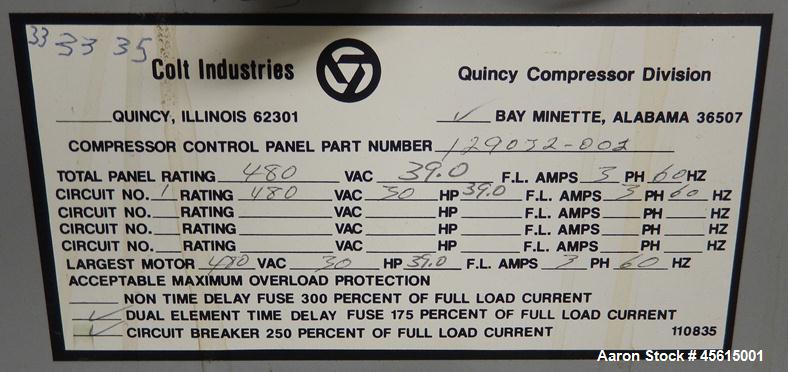 33 33 35
Colt Industries Quincy Compressor Division
QUINCY, ILLINOIS 62301 ✓ BAY MINETTE, ALABAMA 36507
COMPRESSOR CONTROL PANEL PART NUMBER 129032-002
TOTAL PANEL RATING 480 VAC 39.0 F.L. AMPS 3 PH 60 HZ
CIRCUIT NO. 1 RATING 480 VAC 30 HP 39.0 F.L. AMPS 3 PH 60 HZ
CIRCUIT NO. RATING VAC HP F.L. AMPS PH HZ
CIRCUIT NO. RATING VAC HP F.L. AMPS PH HZ
CIRCUIT NO. RATING VAC HP F.L. AMPS PH HZ
LARGEST MOTOR 480 VAC 30 HP 39.0 F.L. AMPS 3 PH 60 HZ
ACCEPTABLE MAXIMUM OVERLOAD PROTECTION
NON TIME DELAY FUSE 300 PERCENT OF FULL LOAD CURRENT
✓ DUAL ELEMENT TIME DELAY FUSE 175 PERCENT OF FULL LOAD CURRENT
✓ CIRCUIT BREAKER 250 PERCENT OF FULL LOAD CURRENT 110835
Aaron Stock # 45615001